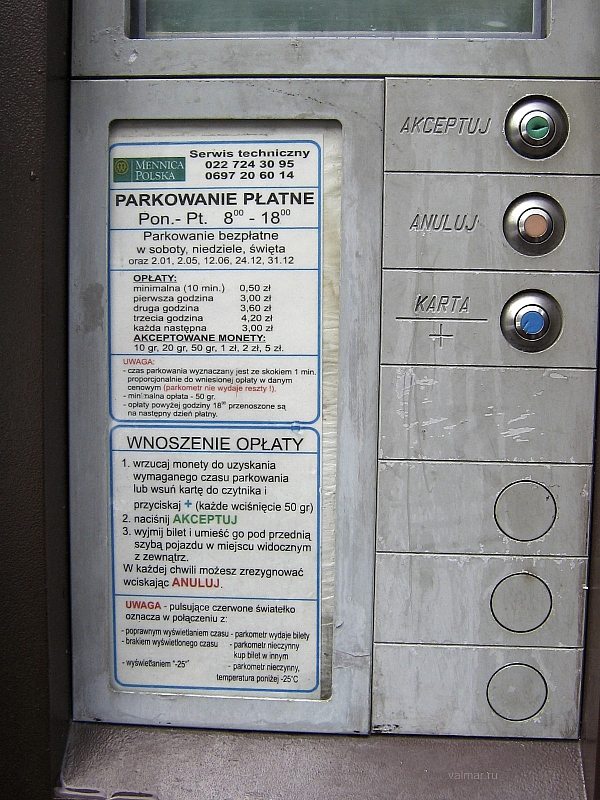 MENNICA
POLSKA
Serwis techniczny
022 724 30 95
0697 20 60 14
PARKOWANIE PŁATNE
Pon.- Pt. 8⁰⁰ - 18⁰⁰
Parkowanie bezpłatne
w soboty, niedziele, święta
oraz 2.01, 2.05, 12.06, 24.12, 31.12
OPŁATY:
minimalna (10 min.) 0,50 zł
pierwsza godzina 3,00 zł
druga godzina 3,60 zł
trzecia godzina 4,20 zł
każda następna 3,00 zł
AKCEPTOWANE MONETY:
10 gr, 20 gr, 50 gr, 1 zł, 2 zł, 5 zł.
UWAGA:
- czas parkowania wyznaczany jest ze skokiem 1 min.
proporcjonalnie do wniesionej opłaty w danym
cenowym (parkometr nie wydaje reszty !).
- minimalna opłata - 50 gr.
- opłaty powyżej godziny 18⁰⁰ przenoszone są
na następny dzień płatny.
WNOSZENIE OPŁATY
1. wrzucaj monety do uzyskania
wymaganego czasu parkowania
lub wsuń kartę do czytnika i
przyciskaj + (każde wciśnięcie 50 gr)
2. naciśnij AKCEPTUJ
3. wyjmij bilet i umieść go pod przednią
szybą pojazdu w miejscu widocznym
z zewnątrz.
W każdej chwili możesz zrezygnować
wciskając ANULUJ.
UWAGA - pulsujące czerwone światełko
oznacza w połączeniu z:
- poprawnym wyświetlaniem czasu - parkometr wydaje bilety
- brakiem wyświetlonego czasu - parkometr nieczynny
kup bilet w innym
- wyświetlaniem "-25" - parkometr nieczynny,
temperatura poniżej -25°C
AKCEPTUJ
ANULUJ
KARTA
+
valmar.ru